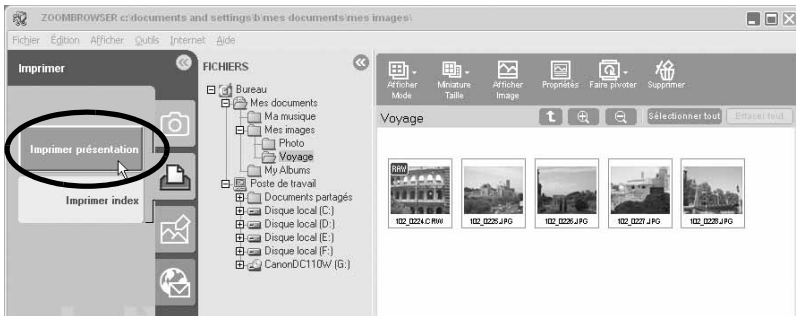 ZOOMBROWSER c:\documents and settings\b\mes documents\mes images\
Fichier Édition Afficher Outils Internet Aide
Imprimer
Imprimer présentation
Imprimer index
FICHIERS
Bureau
Mes documents
Ma musique
Mes images
Photo
Voyage
My Albums
Poste de travail
Documents partagés
Disque local (C:)
Disque local (D:)
Disque local (E:)
Disque local (F:)
CanonDC110W (G:)
Afficher Mode
Miniature Taille
Afficher Image
Propriétés
Faire pivoter
Supprimer
Voyage
Sélectionner tout
Effacer tout
RAW
102_0224.CRW
102_0225.JPG
102_0226.JPG
102_0227.JPG
102_0228.JPG